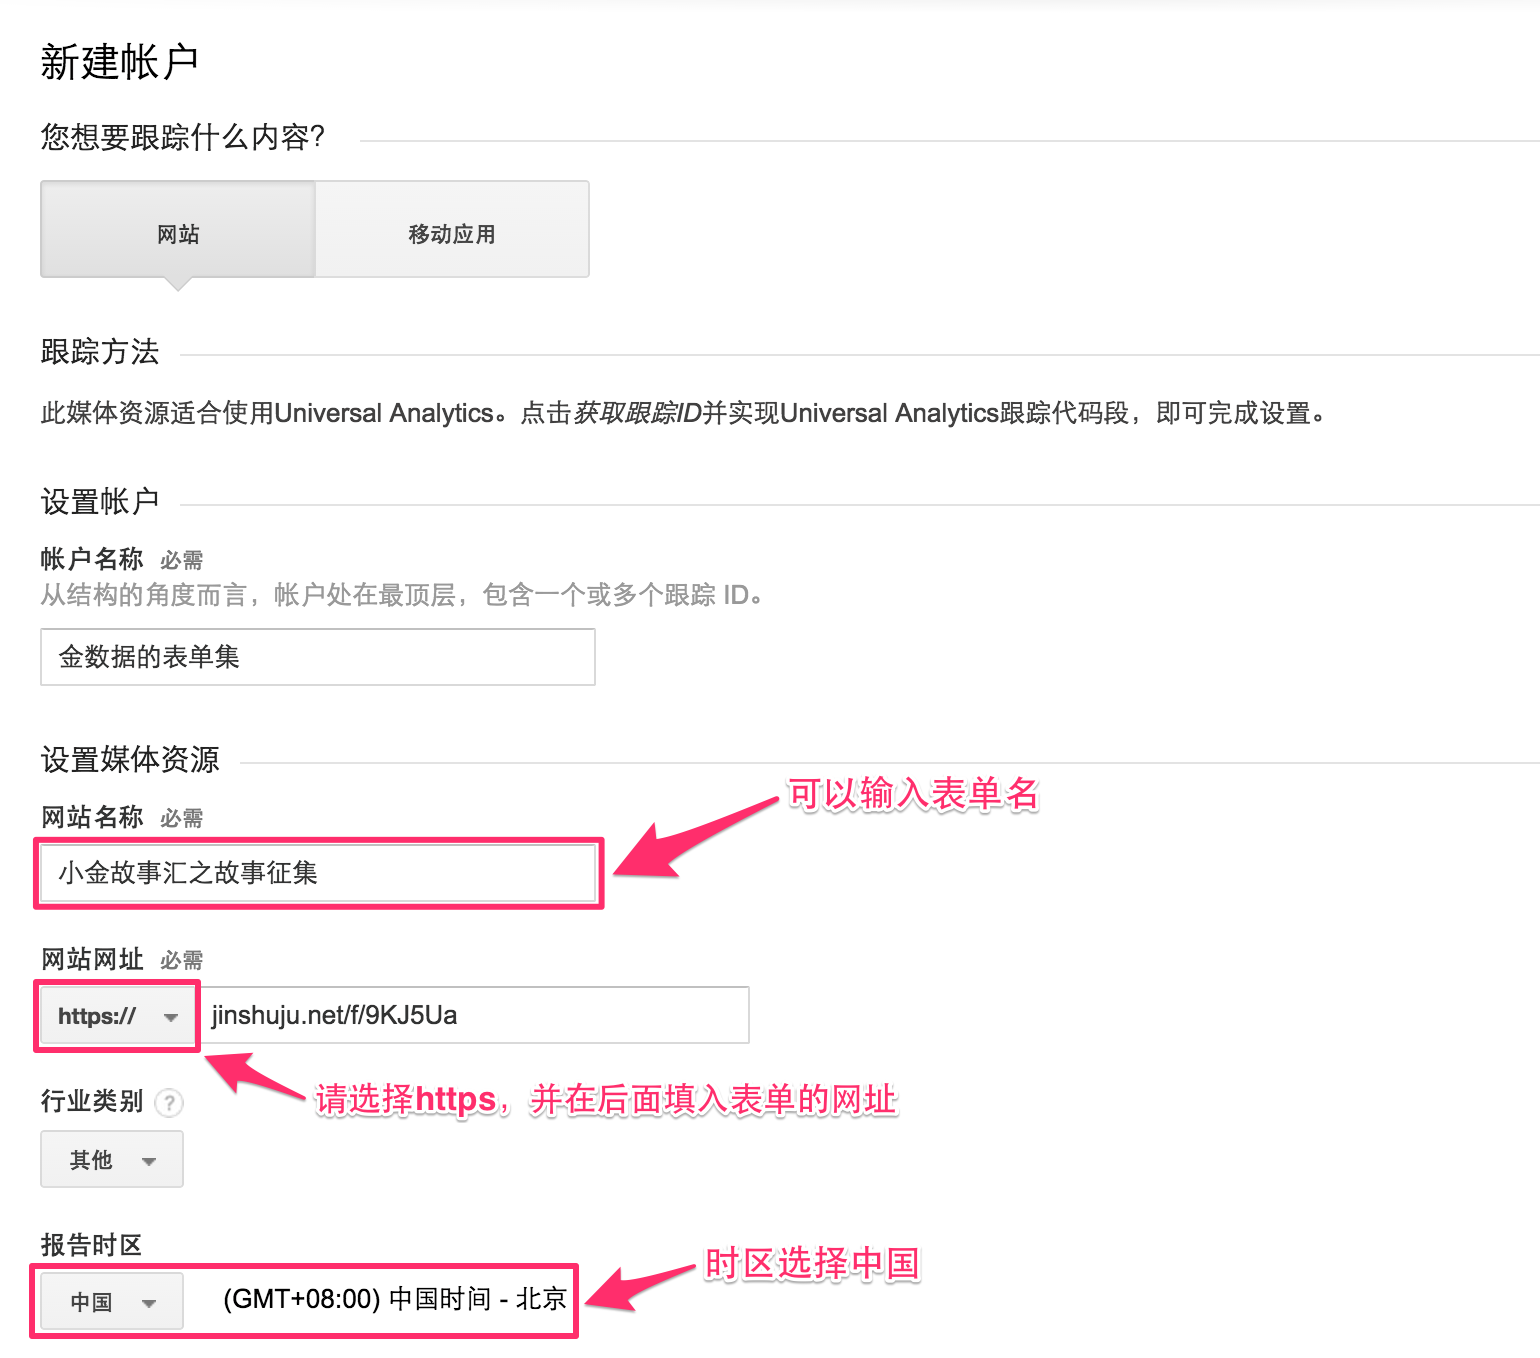 新建帐户
您想要跟踪什么内容?
网站
移动应用
跟踪方法
此媒体资源适合使用Universal Analytics。点击获取跟踪ID并实现Universal Analytics跟踪代码段，即可完成设置。
设置帐户
帐户名称 必需
从结构的角度而言，帐户处在最顶层，包含一个或多个跟踪 ID。
金数据的表单集
设置媒体资源
可以输入表单名
网站名称 必需
小金故事汇之故事征集
网站网址 必需
https:// jinshuju.net/f/9KJ5Ua
请选择https，并在后面填入表单的网址
行业类别 ?
其他
报告时区
时区选择中国
中国 (GMT+08:00) 中国时间 - 北京